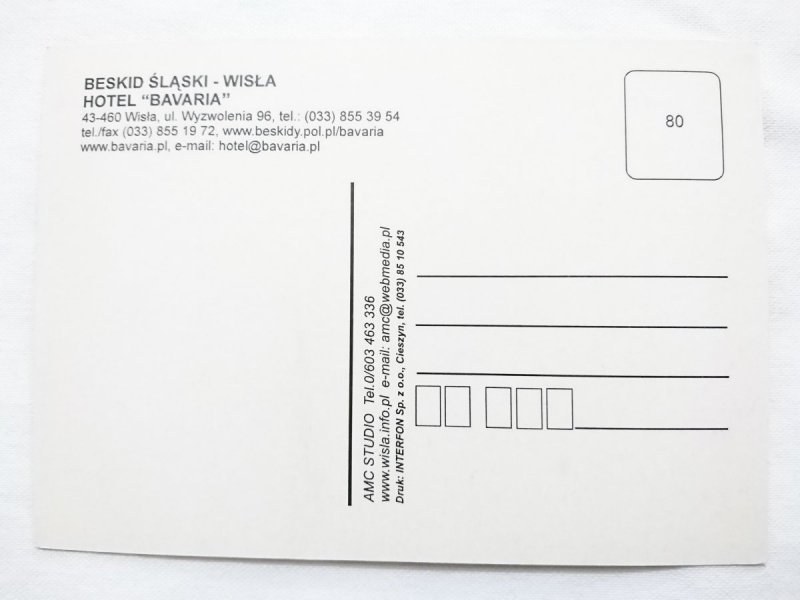 BESKID ŚLĄSKI - WISŁA
HOTEL “BAVARIA”
43-460 Wisła, ul. Wyzwolenia 96, tel.: (033) 855 39 54
tel./fax (033) 855 19 72, www.beskidy.pol.pl/bavaria
www.bavaria.pl, e-mail: hotel@bavaria.pl
80
AMC STUDIO Tel.0/603 463 336
www.wisla.info.pl e-mail: amc@webmedia.pl
Druk: INTERFON Sp. z o.o., Cieszyn, tel. (033) 85 10 543